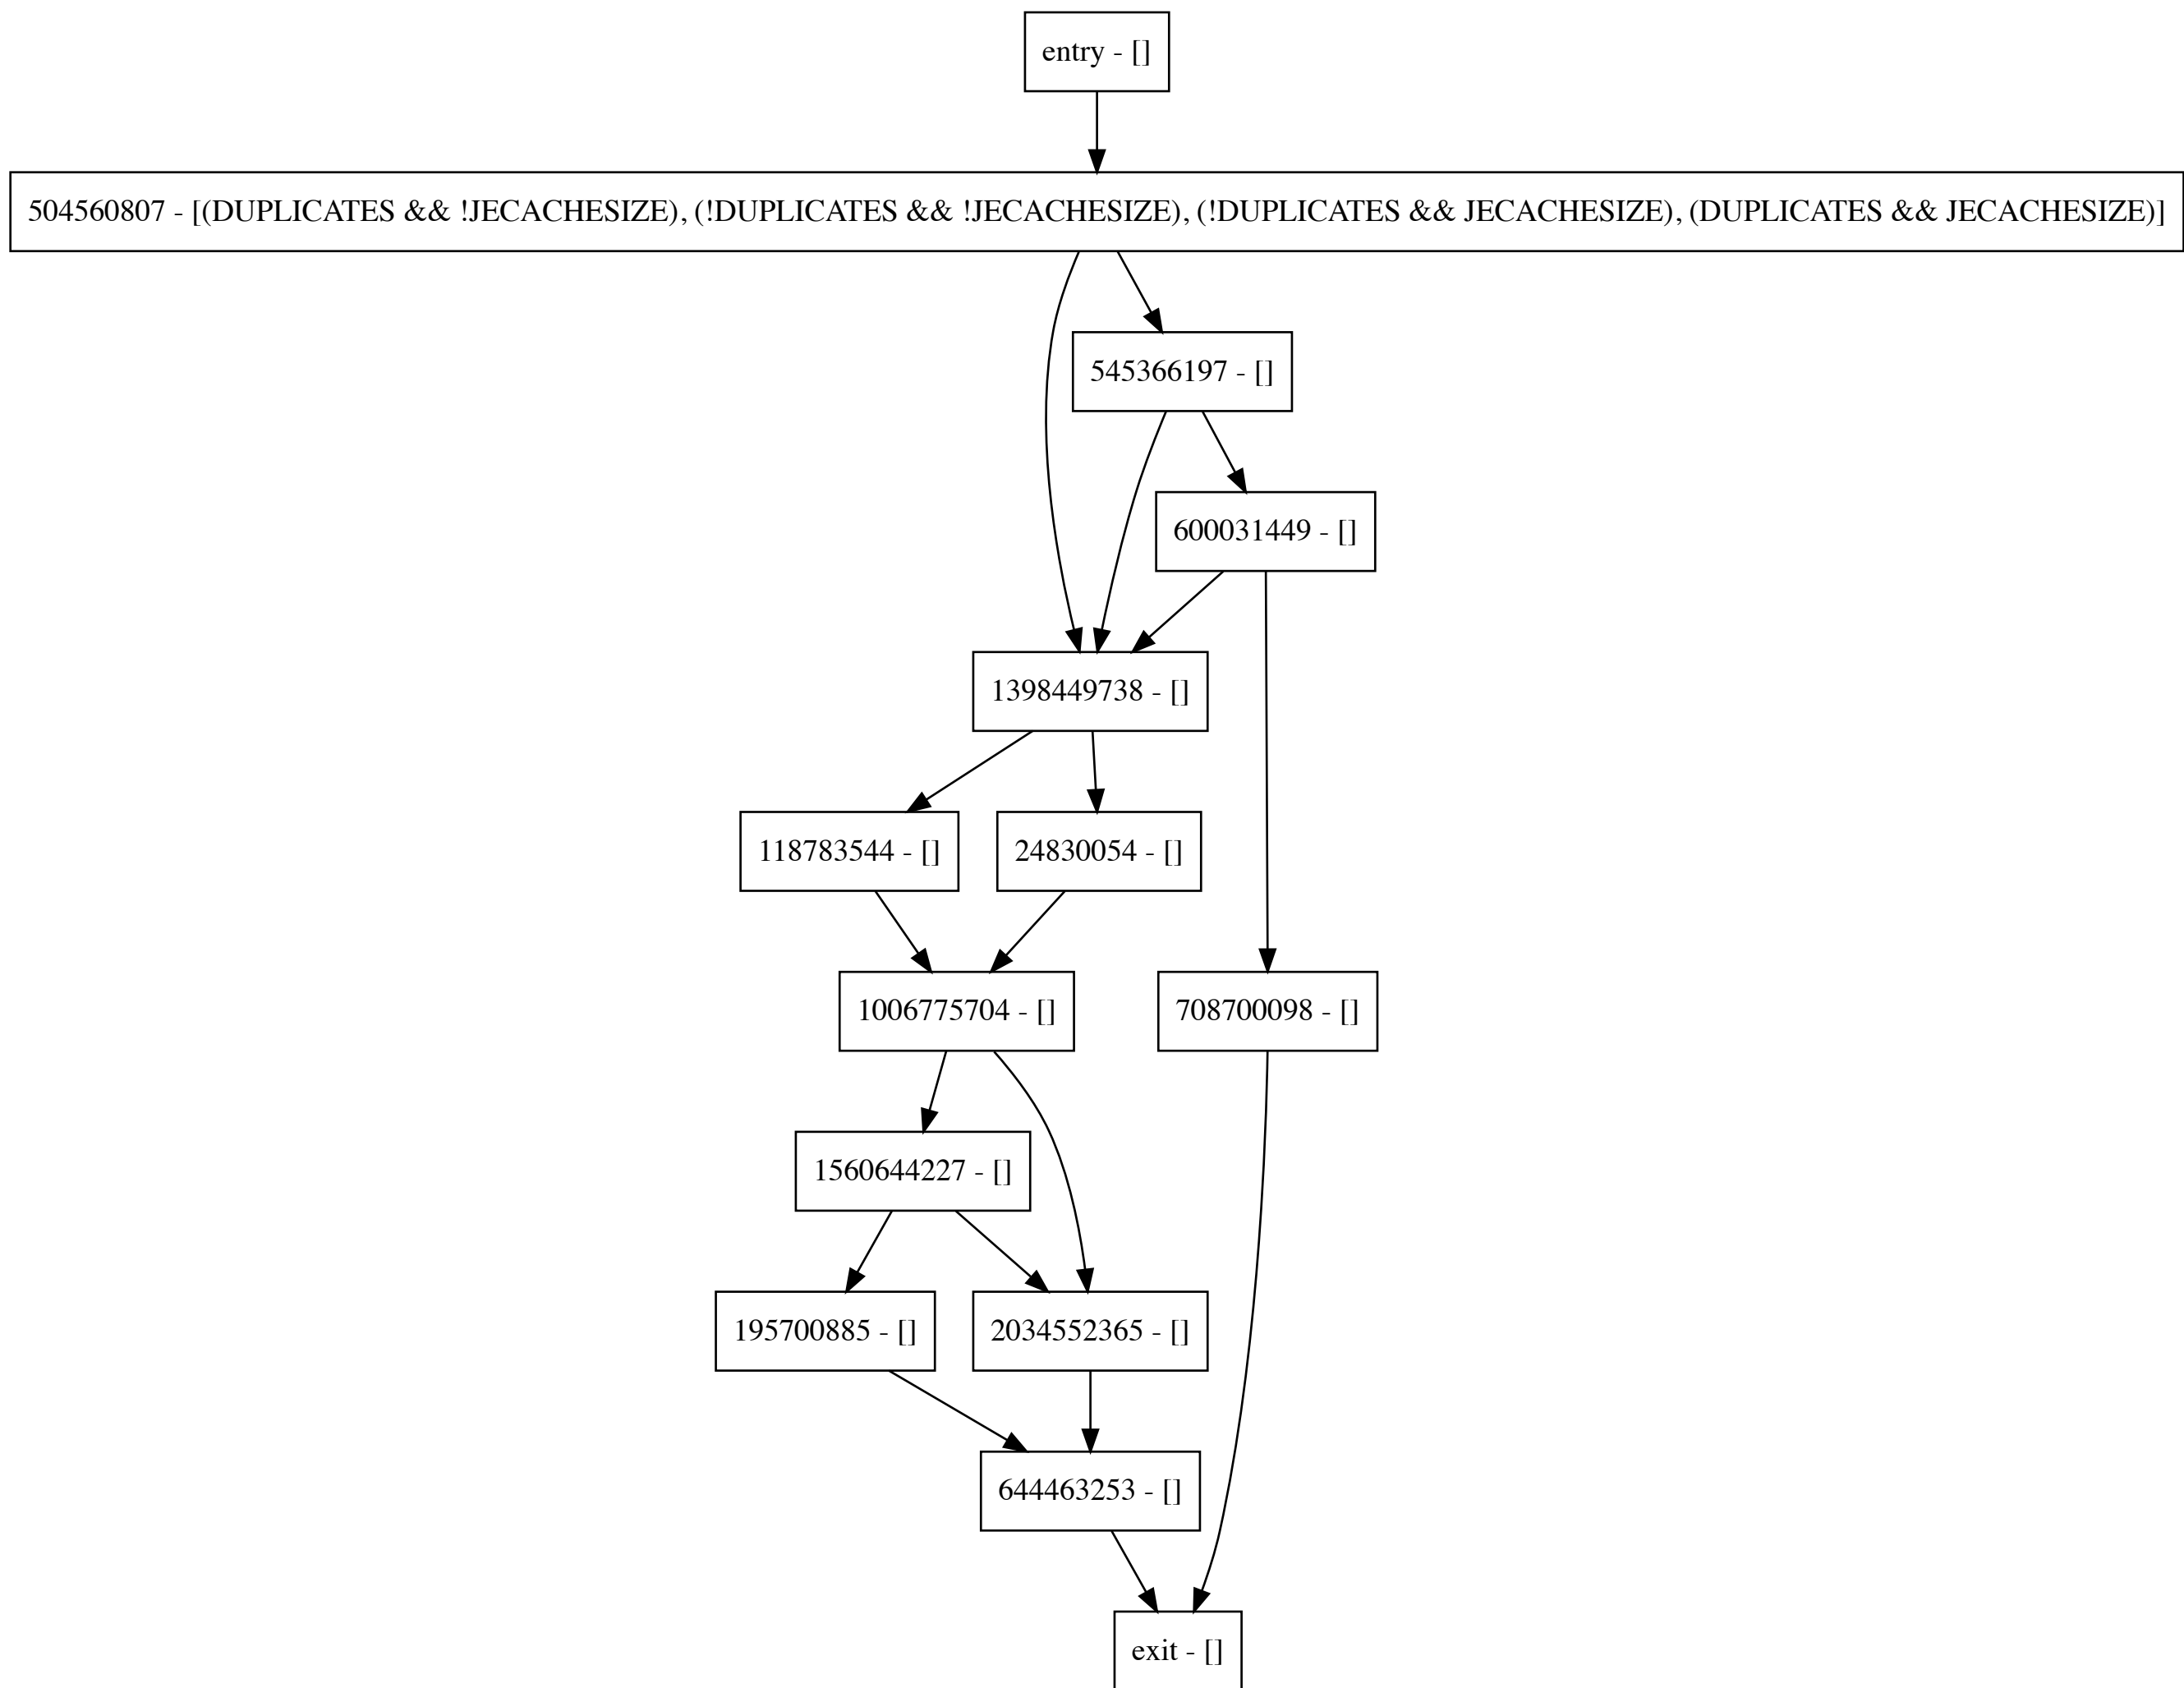 entry - []
504560807 - [(DUPLICATES && !JECACHESIZE), (!DUPLICATES && !JECACHESIZE), (!DUPLICATES && JECACHESIZE), (DUPLICATES && JECACHESIZE)]
545366197 - []
600031449 - []
1398449738 - []
118783544 - []
24830054 - []
1006775704 - []
708700098 - []
1560644227 - []
195700885 - []
2034552365 - []
644463253 - []
exit - []